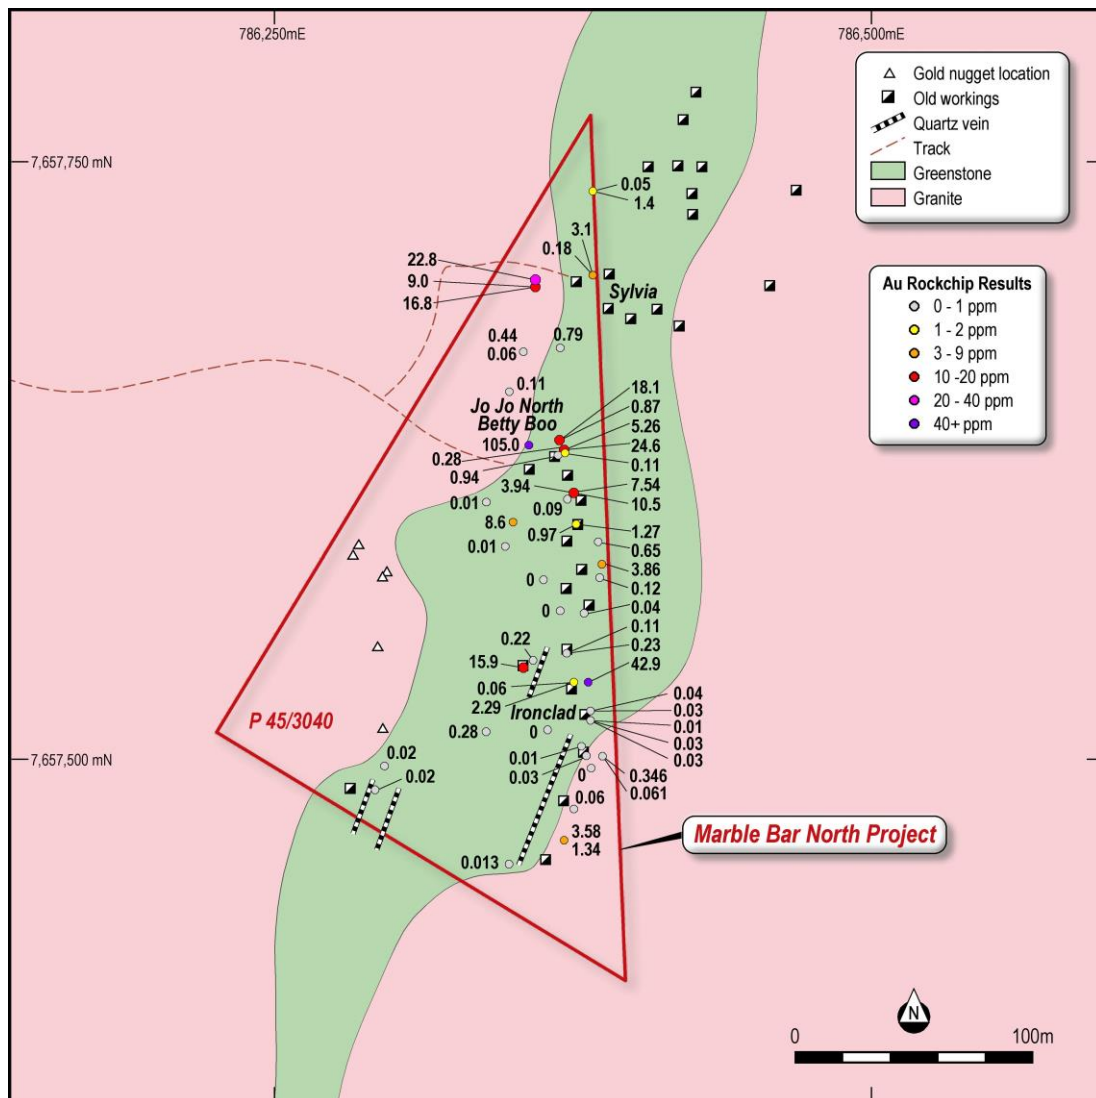 786,250mE
786,500mE
Gold nugget location
Old workings
Quartz vein
Track
Greenstone
Granite
7,657,750 mN
0.05
1.4
3.1
0.18
22.8
9.0
16.8
Sylvia
Au Rockchip Results
0 - 1 ppm
1 - 2 ppm
3 - 9 ppm
10 -20 ppm
20 - 40 ppm
40+ ppm
0.44
0.06
0.79
0.11
18.1
0.87
5.26
24.6
0.11
Jo Jo North
Betty Boo
105.0
0.28
0.94
3.94
7.54
10.5
0.01
0.09
8.6
0.97
1.27
0.01
0.65
3.86
0
0.12
0
0.04
0.11
0.23
0.22
15.9
42.9
0.06
2.29
Ironclad
0.04
0.03
0.01
0.03
0.03
P 45/3040
0.28
0
7,657,500 mN
0.02
0.02
0.01
0.03
0
0.346
0.061
0.06
3.58
1.34
0.013
Marble Bar North Project
N
0
100m